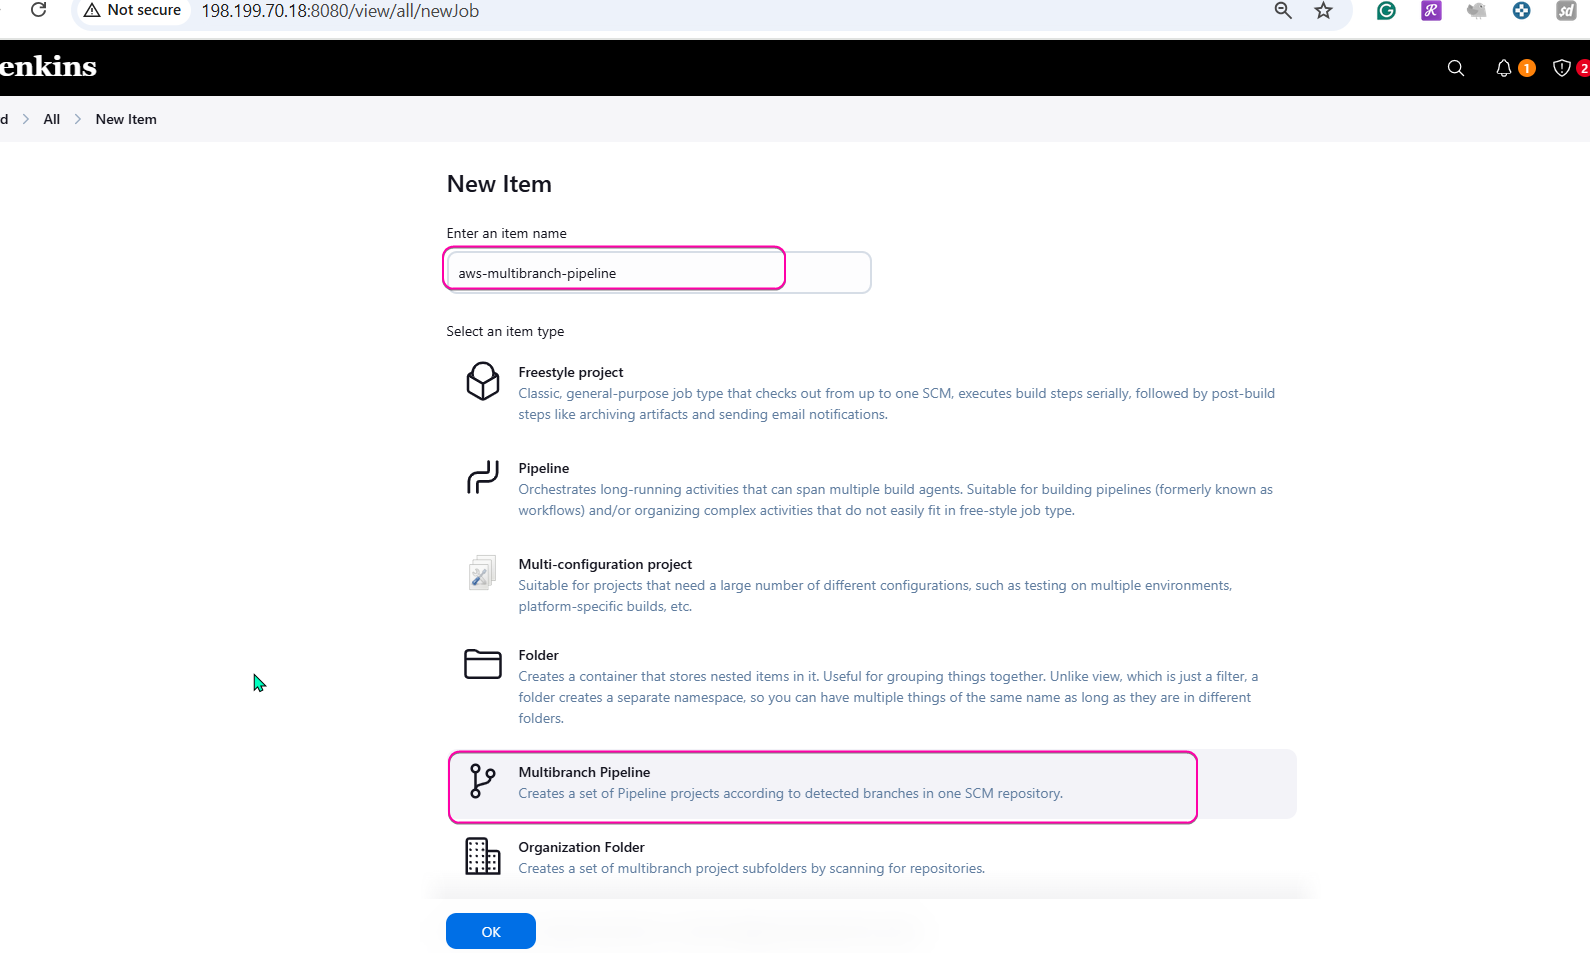 Not secure 198.199.70.18:8080/view/all/newJob
enkins
1
2
d > All > New Item
New Item
Enter an item name
aws-multibranch-pipeline
Select an item type
Freestyle project
Classic, general-purpose job type that checks out from up to one SCM, executes build steps serially, followed by post-build
steps like archiving artifacts and sending email notifications.
Pipeline
Orchestrates long-running activities that can span multiple build agents. Suitable for building pipelines (formerly known as
workflows) and/or organizing complex activities that do not easily fit in free-style job type.
Multi-configuration project
Suitable for projects that need a large number of different configurations, such as testing on multiple environments,
platform-specific builds, etc.
Folder
Creates a container that stores nested items in it. Useful for grouping things together. Unlike view, which is just a filter, a
folder creates a separate namespace, so you can have multiple things of the same name as long as they are in different
folders.
Multibranch Pipeline
Creates a set of Pipeline projects according to detected branches in one SCM repository.
Organization Folder
Creates a set of multibranch project subfolders by scanning for repositories.
OK